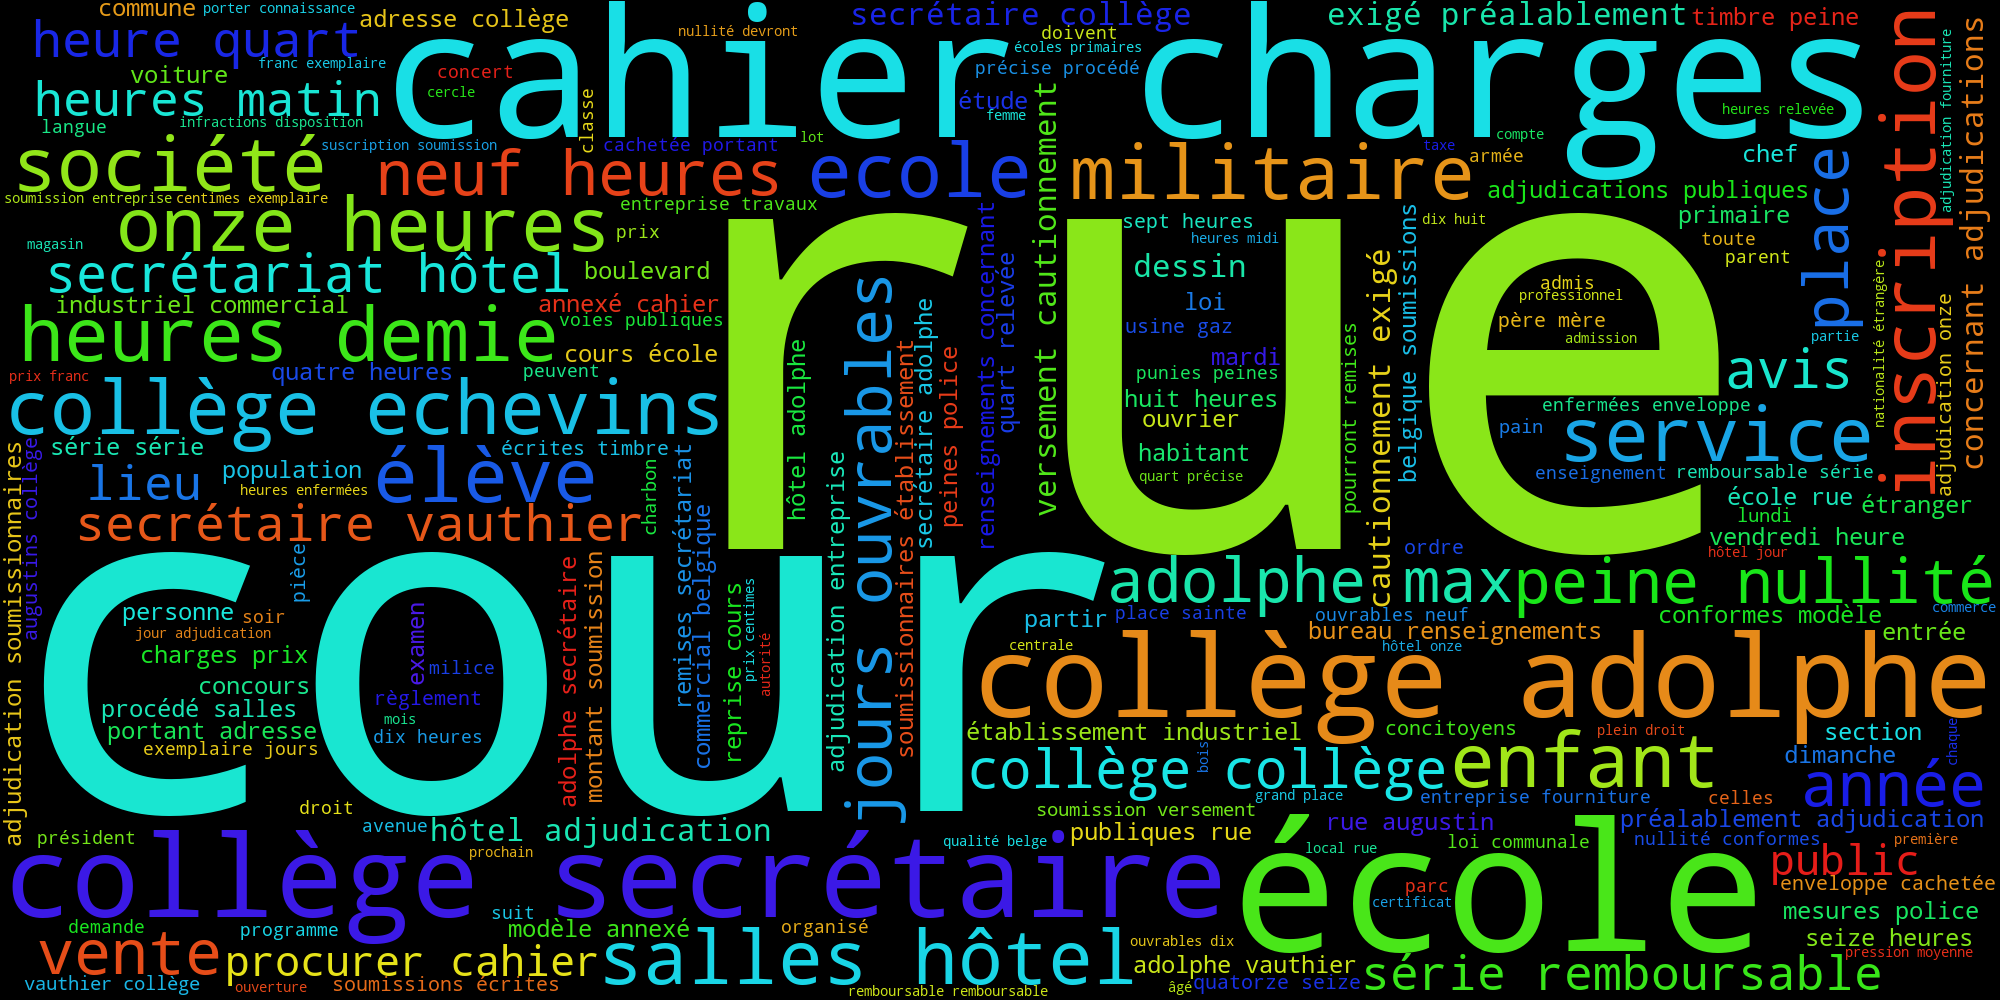 commune
porter connaissance
adresse collège
nullité devront
secrétaire collège
doivent
exigé préalablement
timbre peine
heure quart
cahier charges
écoles primaires
franc exemplaire
voiture
concert
précise procédé
heures matin
cercle
étude
femme
classe
langue
infractions disposition
heures relevée
suscription soumission
cachetée portant
lot
compte
taxe
armée
chef
société
neuf heures
ecole
militaire
place
inscription
adjudication fourniture
concernant adjudications
soumission entreprise
centimes exemplaire
entreprise travaux
adjudications publiques
onze heures
prix
magasin
sept heures
heures midi
dix huit
primaire
toute
parent
secrétariat hôtel
boulevard
rue
dessin
loi
usine gaz
mardi
punies peines
huit heures
ouvrier
habitant
quart précise
versement cautionnement
renseignements concernant
quart relevée
cautionnement exigé
belgique soumissions
pourront remises
admis
professionnel
père mère
admission
industriel commercial
annexé cahier
voies publiques
heures demie
cours école
partie
nationalité étrangère
adjudication onze
prix franc
quatre heures
peuvent
avis
collège echevins
enfermées enveloppe
pain
service
série série
écrites timbre
enseignement
remboursable série
lieu
population
heures enfermées
élève
école rue
étranger
lundi
secrétaire vauthier
charbon
hôtel adolphe
jours ouvrables
soumissionnaires établissement
secrétaire adolphe
peines police
vendredi heure
hôtel jour
ordre
adjudication soumissionnaires
augustins collège
pièce
cour
adolphe max
peine nullité
personne
soir
jour adjudication
examen
milice
charges prix
concours
règlement
procédé salles
mois
portant adresse
dix heures
exemplaire jours
adolphe secrétaire
montant soumission
remises secrétariat
commercial belgique
reprise cours
prix centimes
autorité
adjudication entreprise
partir
place sainte
ouvrables neuf
conformes modèle
commerce
centrale
bureau renseignements
hôtel onze
entrée
collège adolphe
établissement industriel
concitoyens
plein droit
section
chaque
collège collège
bois
enfant
dimanche
grand place
entreprise fourniture
celles
année
droit
président
avenue
hôtel adjudication
soumission versement
publiques rue
rue augustin
préalablement adjudication
qualité belge
local rue
loi communale
nullité conformes
première
prochain
collège secrétaire
école
public
parc
certificat
enveloppe cachetée
suit
demande
programme
modèle annexé
organisé
mesures police
vente
procurer cahier
salles hôtel
ouvrables dix
seize heures
pression moyenne
adolphe vauthier
série remboursable
vauthier collège
ouverture
soumissions écrites
remboursable remboursable
âgé
quatorze seize